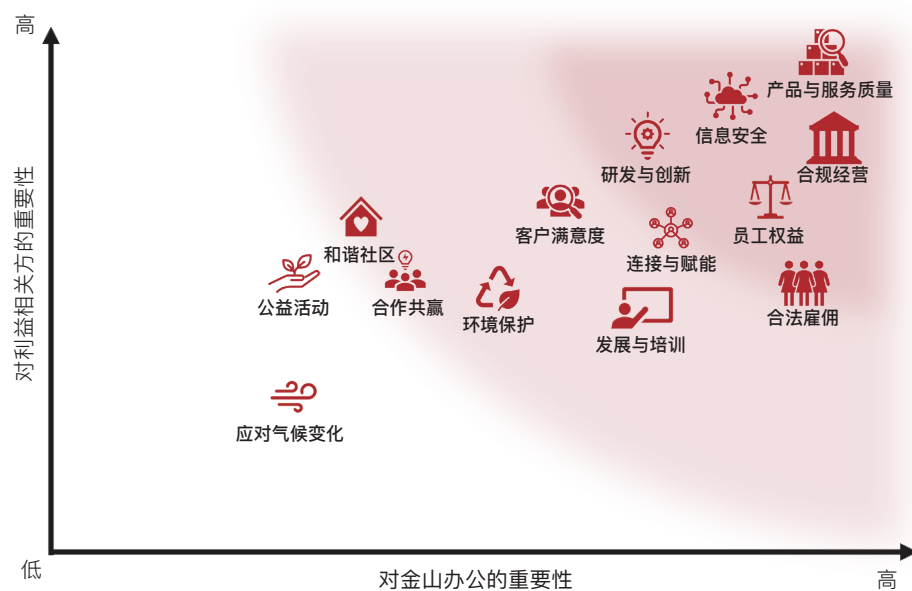 高
产品与服务质量
信息安全
研发与创新
合规经营
员工权益
客户满意度
和谐社区
连接与赋能
公益活动
合作共赢
合法雇佣
环境保护
发展与培训
应对气候变化
对利益相关方的重要性
低
对金山办公的重要性
高